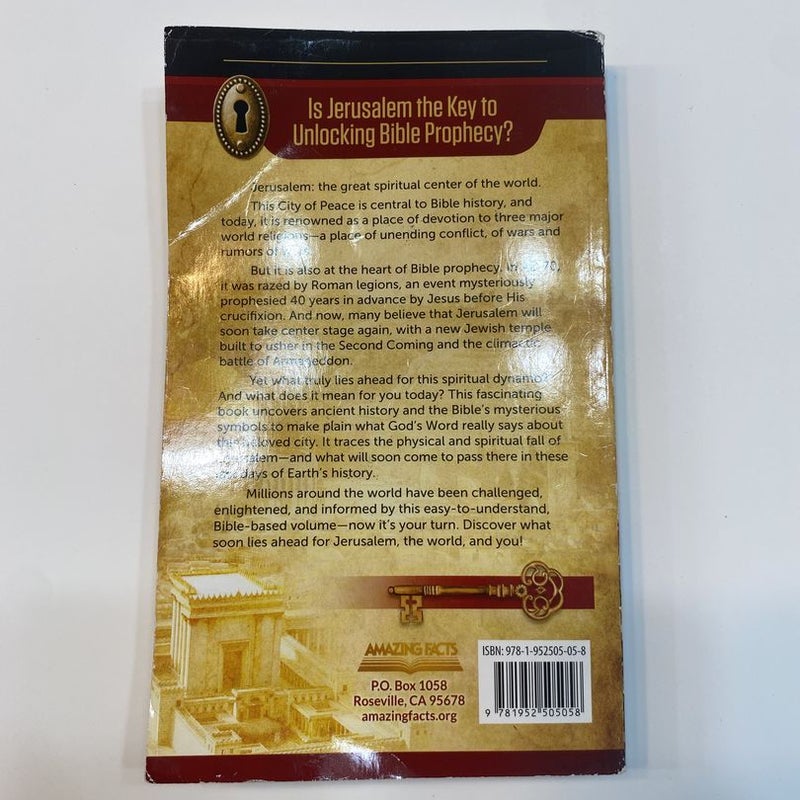 Is Jerusalem the Key to
Unlocking Bible Prophecy?
Jerusalem: the great spiritual center of the world.
This City of Peace is central to Bible history, and
today, it is renowned as a place of devotion to three major
world religions—a place of unending conflict, of wars and
rumors of
But it is also at the heart of Bible prophecy. In 70,
it was razed by Roman legions, an event mysteriously
prophesied 40 years in advance by Jesus before His
crucifixion. And now, many believe that Jerusalem will
soon take center stage again, with a new Jewish temple
built to usher in the Second Coming and the climactic
battle of Armageddon.
Yet what truly lies ahead for this spiritual dynamo?
And what does it mean for you today? This fascinating
book uncovers ancient history and the Bible's mysterious
symbols to make plain what God's Word really says about
this beloved city. It traces the physical and spiritual fall of
Jerusalem—and what will soon come to pass there in these
days of Earth's history.
Millions around the world have been challenged,
enlightened, and informed by this easy-to-understand,
Bible-based volume—now it's your turn. Discover what
soon lies ahead for Jerusalem, the world, and you!
AMAZING FACTS
P.O. Box 1058
Roseville, CA 95678
amazingfacts.org
ISBN: 978-1-952505-05-8
9 781952 505058